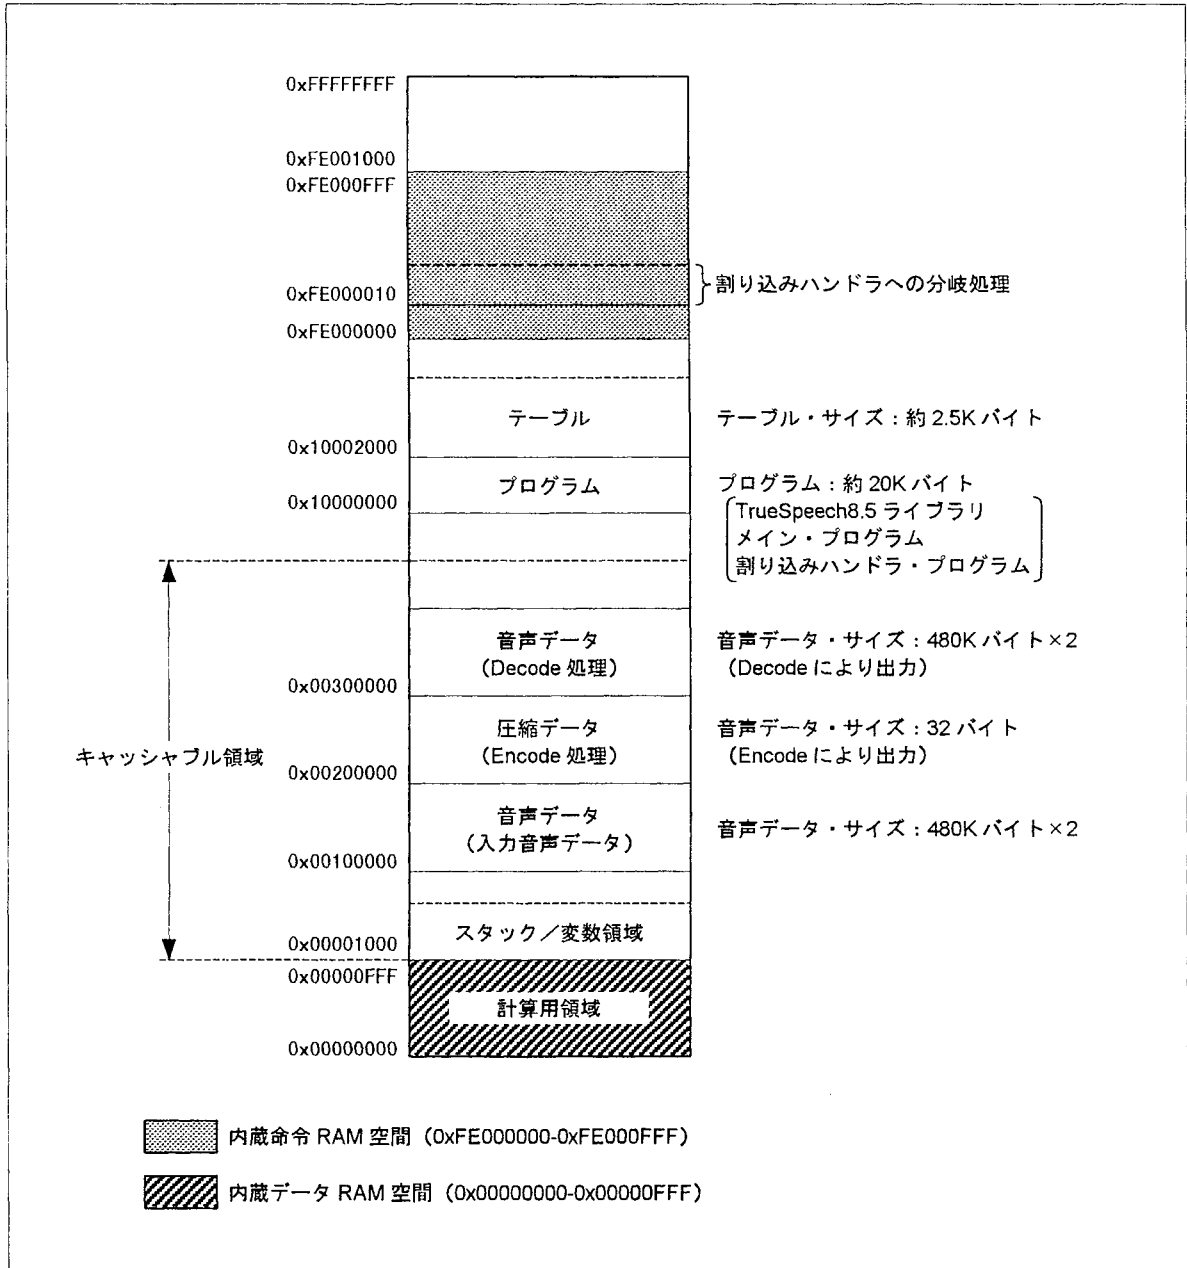 0xFFFFFFFF
0xFE001000
0xFE000FFF
割り込みハンドラへの分岐処理
0xFE000010
0xFE000000
テーブル
テーブル・サイズ：約 2.5K バイト
0x10002000
プログラム
プログラム：約 20K バイト
0x10000000
TrueSpeech8.5 ライブラリ
メイン・プログラム
割り込みハンドラ・プログラム
音声データ
(Decode 処理)
音声データ・サイズ：480K バイト×2
(Decode により出力)
0x00300000
圧縮データ
(Encode 処理)
音声データ・サイズ：32 バイト
(Encode により出力)
キャッシャブル領域
0x00200000
音声データ
(入力音声データ)
音声データ・サイズ：480K バイト×2
0x00100000
スタック／変数領域
0x00001000
0x00000FFF
計算用領域
0x00000000
内蔵命令 RAM 空間 (0xFE000000-0xFE000FFF)
内蔵データ RAM 空間 (0x00000000-0x00000FFF)